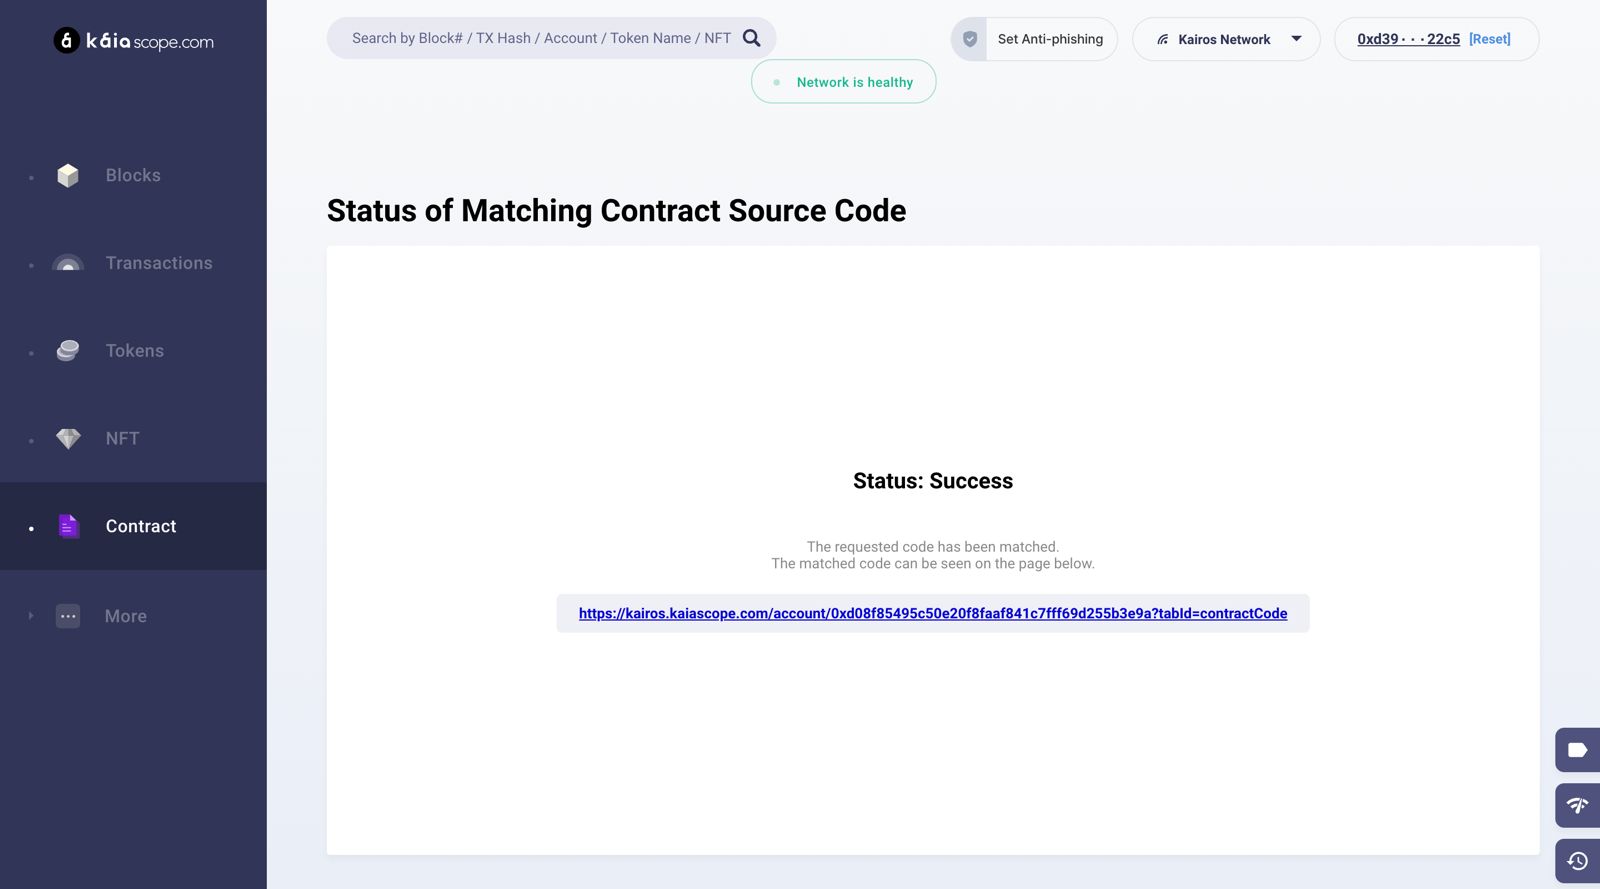 káia scope.com
Search by Block# / TX Hash / Account / Token Name / NFT
Set Anti-phishing
Kairos Network
0xd39···22c5 [Reset]
Network is healthy
Blocks
Transactions
Tokens
NFT
Contract
More
Status of Matching Contract Source Code
Status: Success
The requested code has been matched.
The matched code can be seen on the page below.
https://kairos.kaiascope.com/account/0xd08f85495c50e20f8faaf841c7fff69d255b3e9a?tabId=contractCode